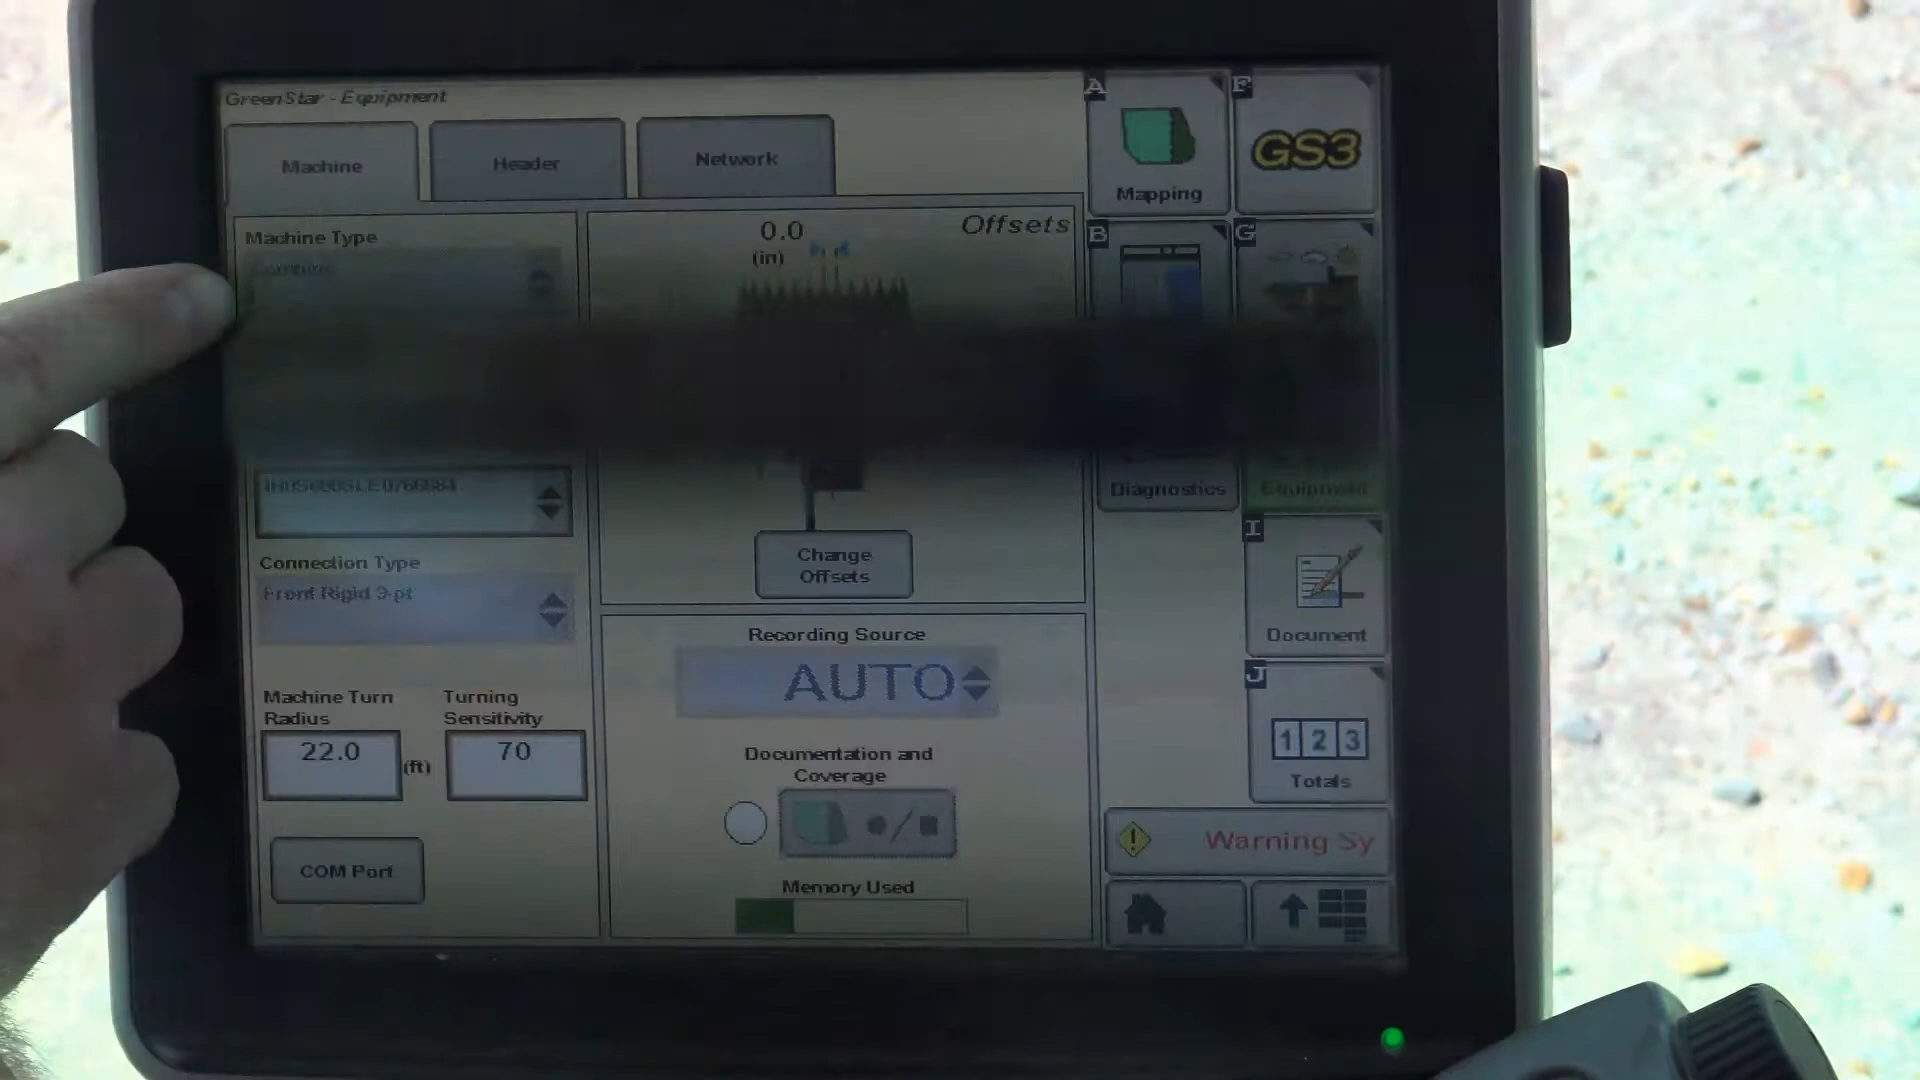 GreenStar - Equipment
Machine
Header
Network
Machine Type
Combine
Connection Type
Front Rigid 3-pt
Machine Turn
Radius
22.0
(ft)
Turning
Sensitivity
70
COM Port
Offsets
0.0
(in)
Change
Offsets
Recording Source
AUTO
Documentation and
Coverage
Memory Used
A
Mapping
F
GS3
B
G
Diagnostics
Equipment
I
Document
J
1 2 3
Totals
Warning Sy